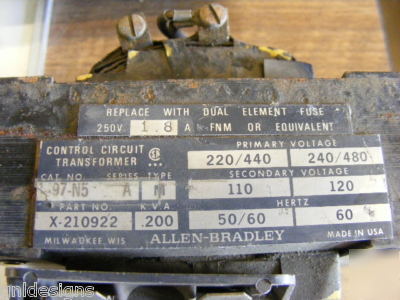 REPLACE WITH DUAL ELEMENT FUSE
250V. 1.8 A FNM OR EQUIVALENT
CONTROL CIRCUIT TRANSFORMER
PRIMARY VOLTAGE
220/440 240/480
CAT. NO. SERIES TYPE
SECONDARY VOLTAGE
97-N5 A M 110 120
PART NO. K.V.A. HERTZ
X-210922 .200 50/60 60
MILWAUKEE, WIS. ALLEN-BRADLEY MADE IN USA
©mldesigns